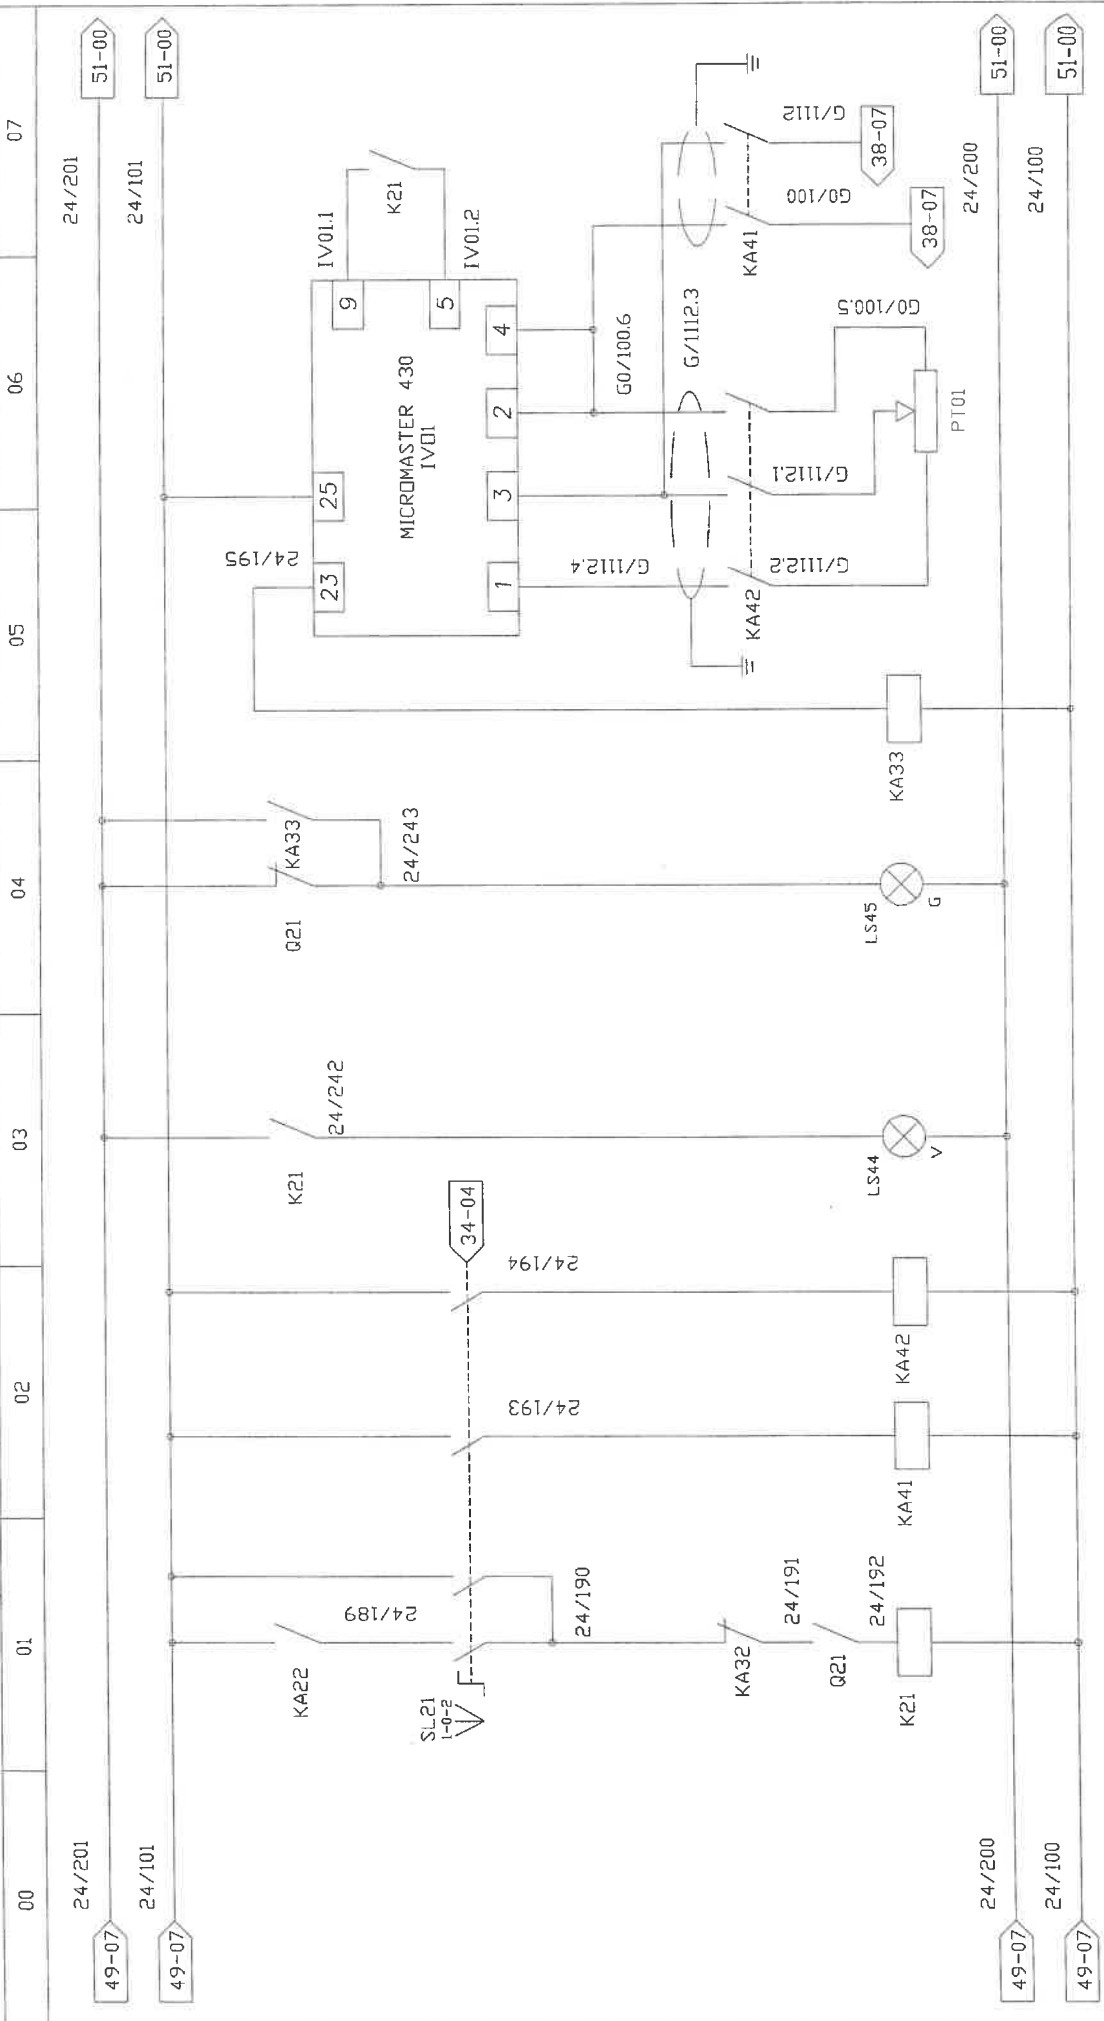 00 01 02 03 04 05 06 07
49-07 24/201 24/201 51-00
49-07 24/101 24/101 51-00
KA22
24/189
SL21
1-0-2
24/190
KA32
24/191
Q21
24/192
K21
24/193
KA41
24/194
KA42
34-04
K21
24/242
LS44
V
Q21
KA33
24/243
LS45
G
KA33
24/195
23
25
MICROMASTER 430
IV01
1
3
2
4
9
5
IV01.1
IV01.2
K21
G/1112.4
G0/100.6
G/1112.3
KA42
KA41
G/1112.2
G/1112.1
G0/100.5
PT01
G0/100
G/1112
38-07
38-07
49-07 24/200 24/200 51-00
49-07 24/100 24/100 51-00